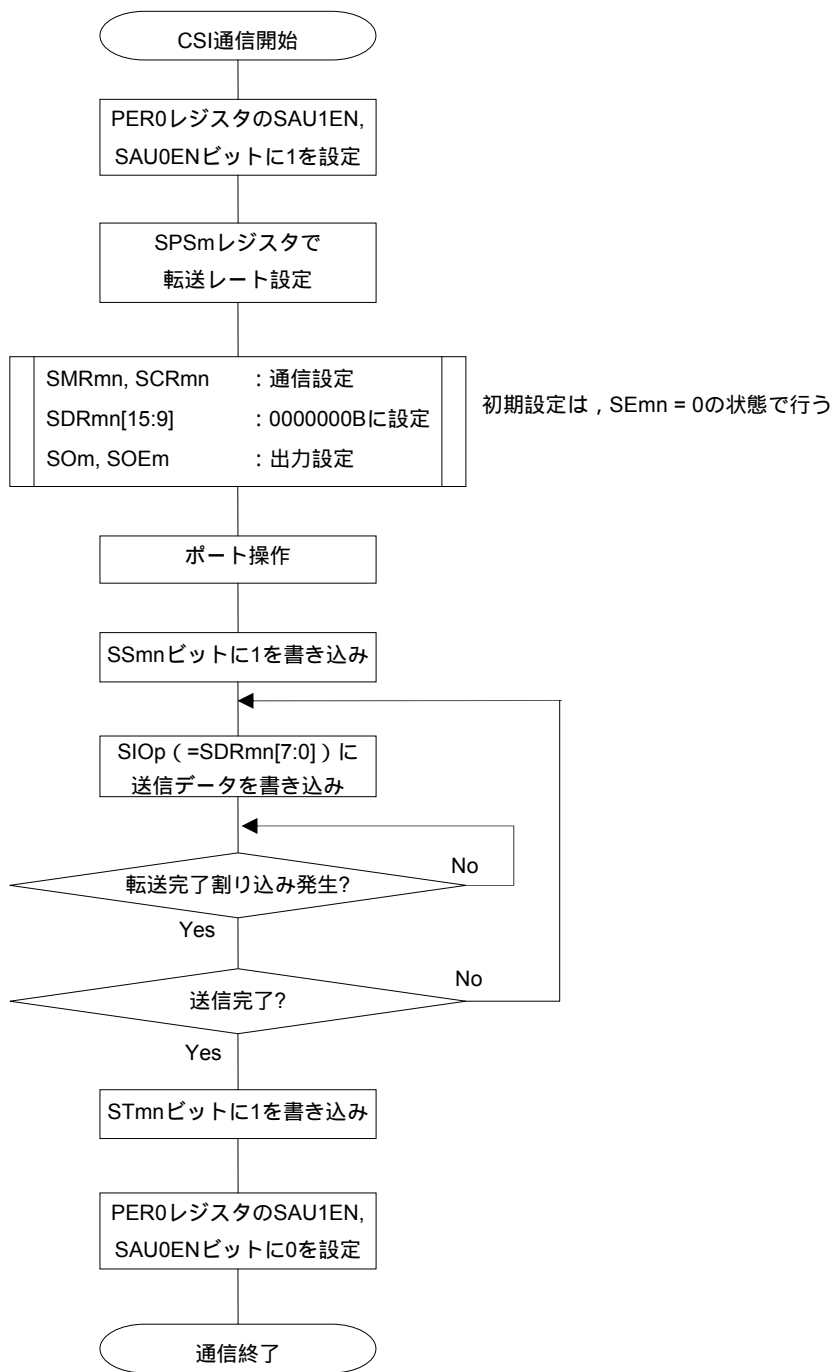 CSI通信開始
PER0レジスタのSAU1EN,
SAU0ENビットに1を設定
SPSmレジスタで
転送レート設定
SMRmn, SCRmn :通信設定
SDRmn[15:9] :0000000Bに設定
SOm, SOEm :出力設定
初期設定は,SEmn = 0の状態で行う
ポート操作
SSmnビットに1を書き込み
SIOp(=SDRmn[7:0])に
送信データを書き込み
転送完了割り込み発生?
No
Yes
送信完了?
No
Yes
STmnビットに1を書き込み
PER0レジスタのSAU1EN,
SAU0ENビットに0を設定
通信終了